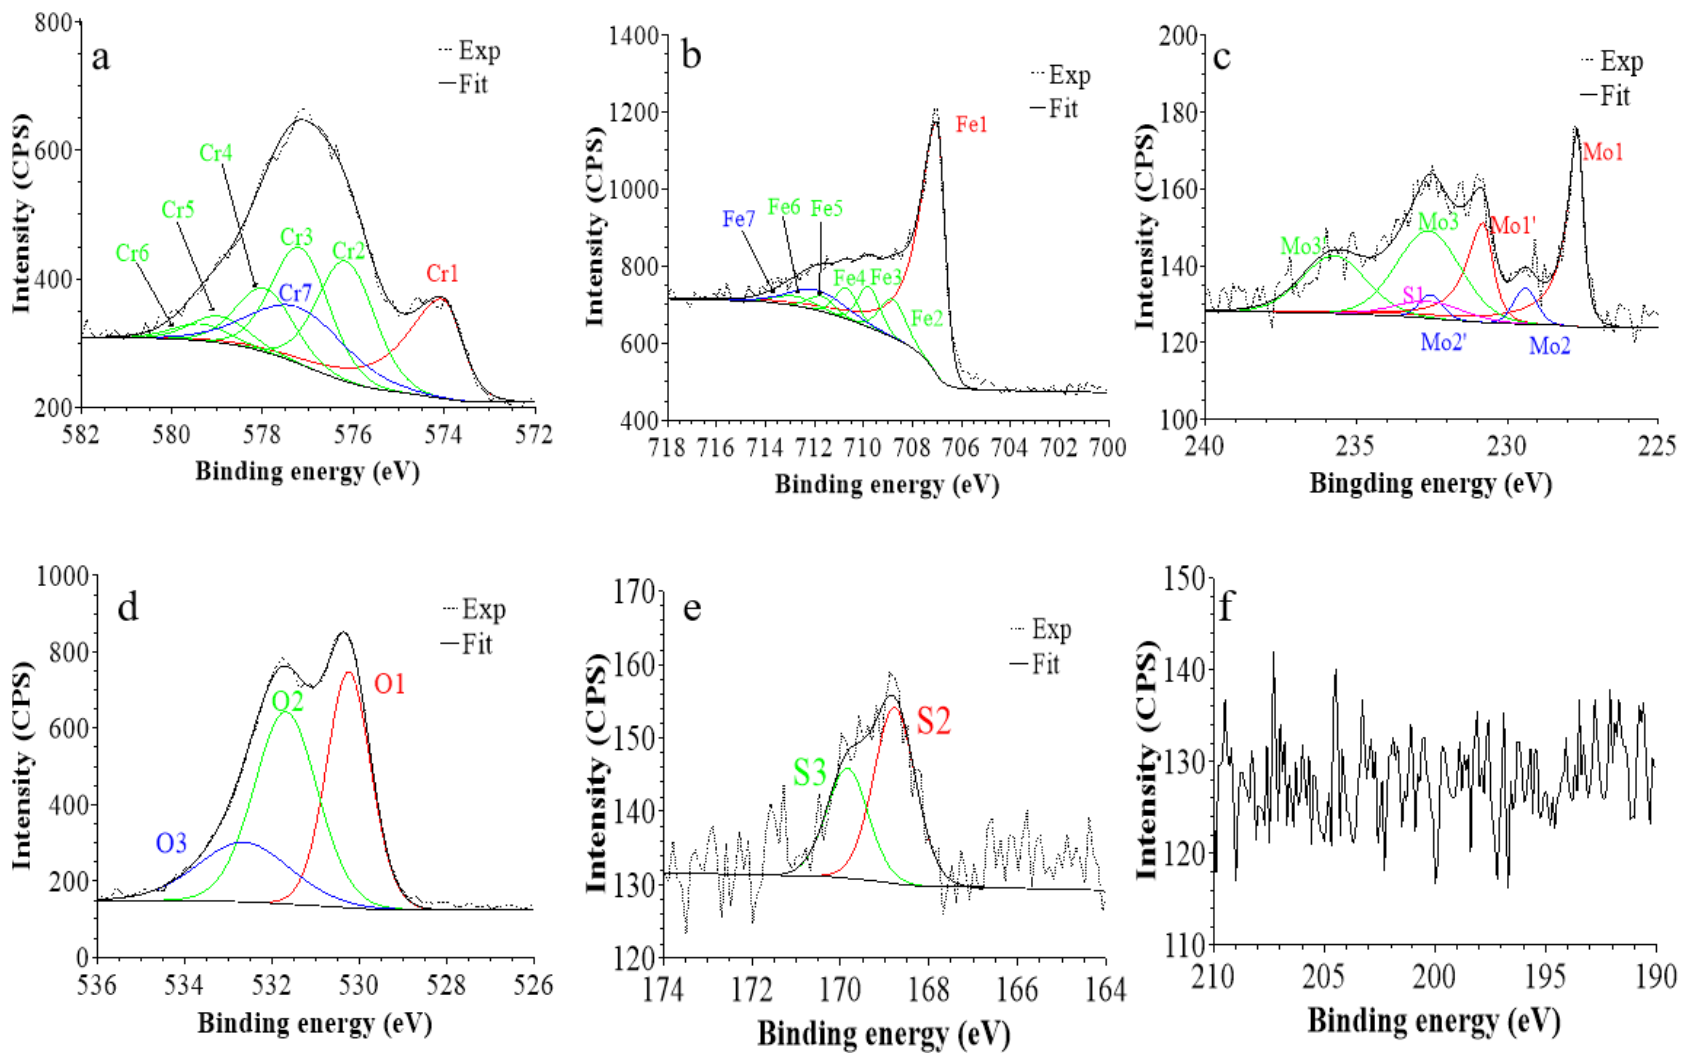 a
Exp
Fit
800
600
400
200
Cr4
Cr5
Cr6
Cr3
Cr2
Cr7
Cr1
582 580 578 576 574 572
Binding energy (eV)
Intensity (CPS)
b
Exp
Fit
1400
1200
1000
800
600
400
Fe1
Fe7
Fe6
Fe5
Fe4
Fe3
Fe2
718 716 714 712 710 708 706 704 702 700
Binding energy (eV)
Intensity (CPS)
c
Exp
Fit
200
180
160
140
120
100
Mo1
Mo3'
Mo3
Mo1'
S1
Mo2'
Mo2
240 235 230 225
Bingding energy (eV)
Intensity (CPS)
d
Exp
Fit
1000
800
600
400
200
0
O1
O2
O3
536 534 532 530 528 526
Binding energy (eV)
Intensity (CPS)
e
Exp
Fit
170
160
150
140
130
120
S2
S3
174 172 170 168 166 164
Binding energy (eV)
Intensity (CPS)
f
150
140
130
120
110
210 205 200 195 190
Binding energy (eV)
Intensity (CPS)